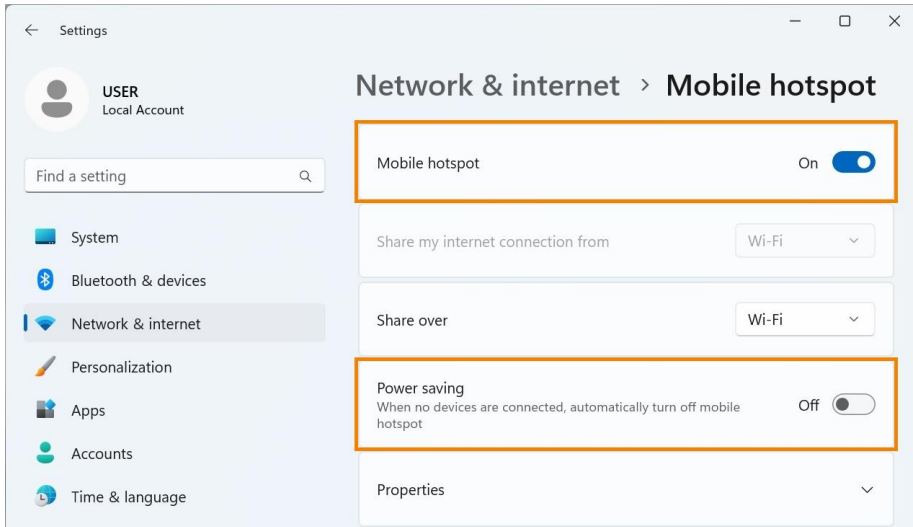 Settings
USER
Local Account
Find a setting
System
Bluetooth & devices
Network & internet
Personalization
Apps
Accounts
Time & language
Network & internet > Mobile hotspot
Mobile hotspot
On
Share my internet connection from
Wi-Fi
Share over
Wi-Fi
Power saving
When no devices are connected, automatically turn off mobile
hotspot
Off
Properties